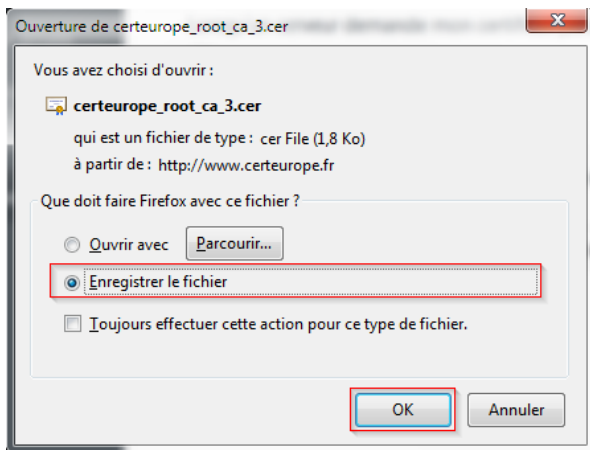 Ouverture de certeurope_root_ca_3.cer
Vous avez choisi d'ouvrir :
certeurope_root_ca_3.cer
qui est un fichier de type : cer File (1,8 Ko)
à partir de : http://www.certeurope.fr
Que doit faire Firefox avec ce fichier ?
Ouvrir avec Parcourir...
Enregistrer le fichier
Toujours effectuer cette action pour ce type de fichier.
OK Annuler